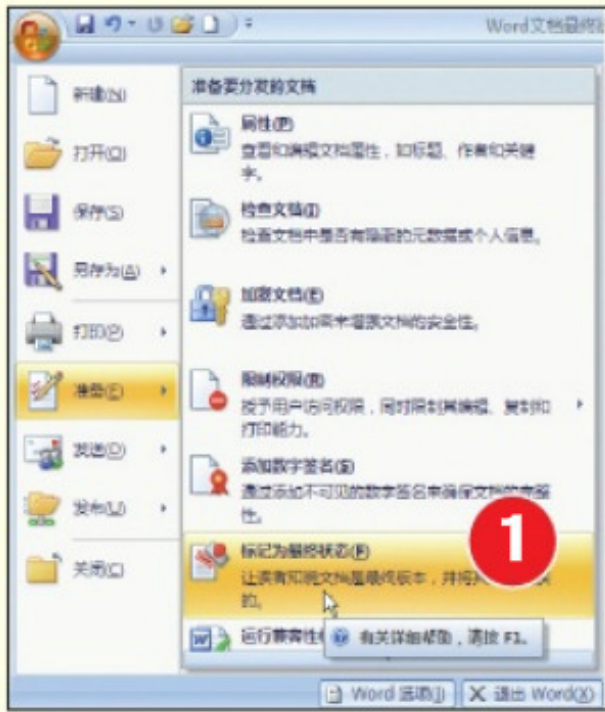 Word文档最终
新建(N)
打开(O)
保存(S)
另存为(A)
打印(P)
准备(E)
发送(D)
发布(U)
关闭(C)
准备要分发的文档
属性(P)
查看和编辑文档属性，如标题、作者和关键
字。
检查文档(I)
检查文档中是否有隐藏的元数据或个人信息。
加密文档(E)
通过添加加密来增强文档的安全性。
限制权限(R)
授予用户访问权限，同时限制其编辑、复制和
打印能力。
添加数字签名(S)
通过添加不可见的数字签名来确保文档的完整
性。
1
标记为最终状态(F)
让读者知晓文档是最终版本，并将
的。
运行兼容性
有关详细帮助，请按 F1。
Word 选项(I)
退出 Word(X)